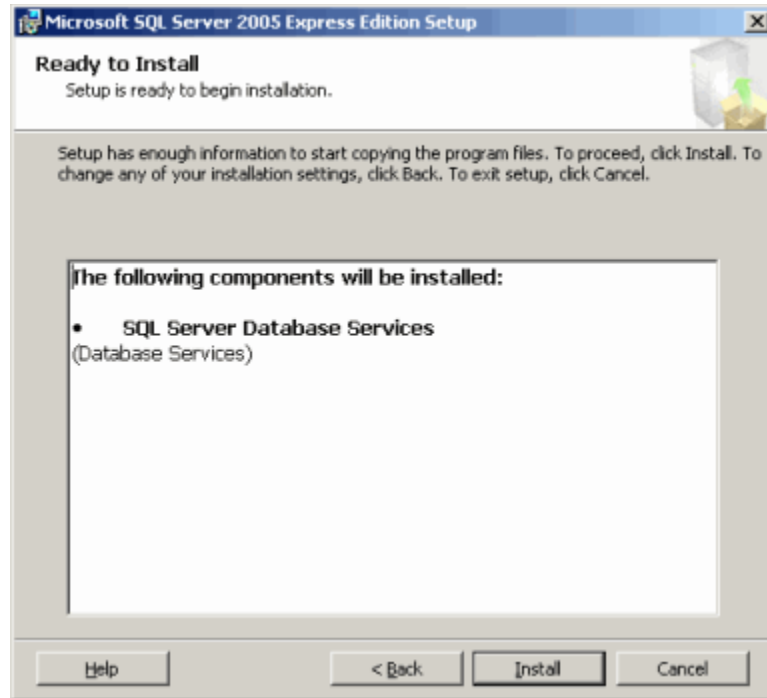 Microsoft SQL Server 2005 Express Edition Setup
Ready to Install
Setup is ready to begin installation.
Setup has enough information to start copying the program files. To proceed, click Install. To
change any of your installation settings, click Back. To exit setup, click Cancel.
The following components will be installed:
• SQL Server Database Services
(Database Services)
Help
< Back
Install
Cancel